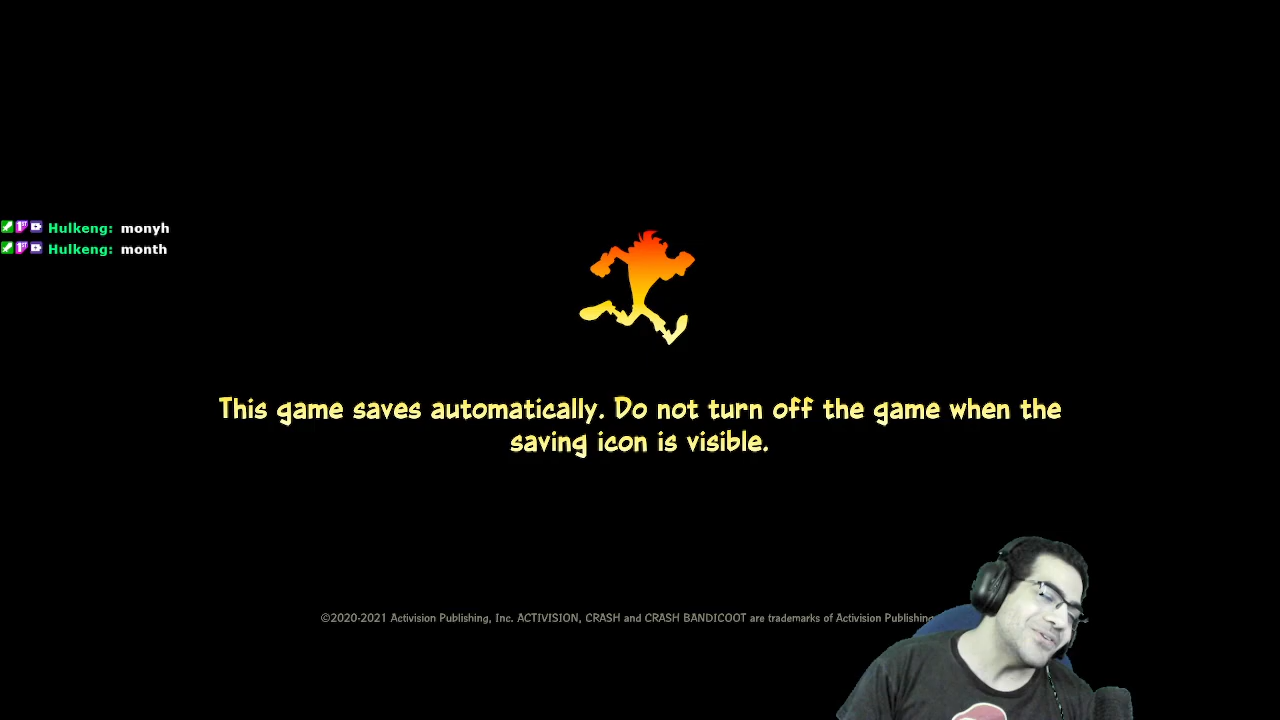 Hulkeng: monyh
Hulkeng: month
This game saves automatically. Do not turn off the game when the
saving icon is visible.
©2020-2021 Activision Publishing, Inc. ACTIVISION, CRASH and CRASH BANDICOOT are trademarks of Activision Publishing